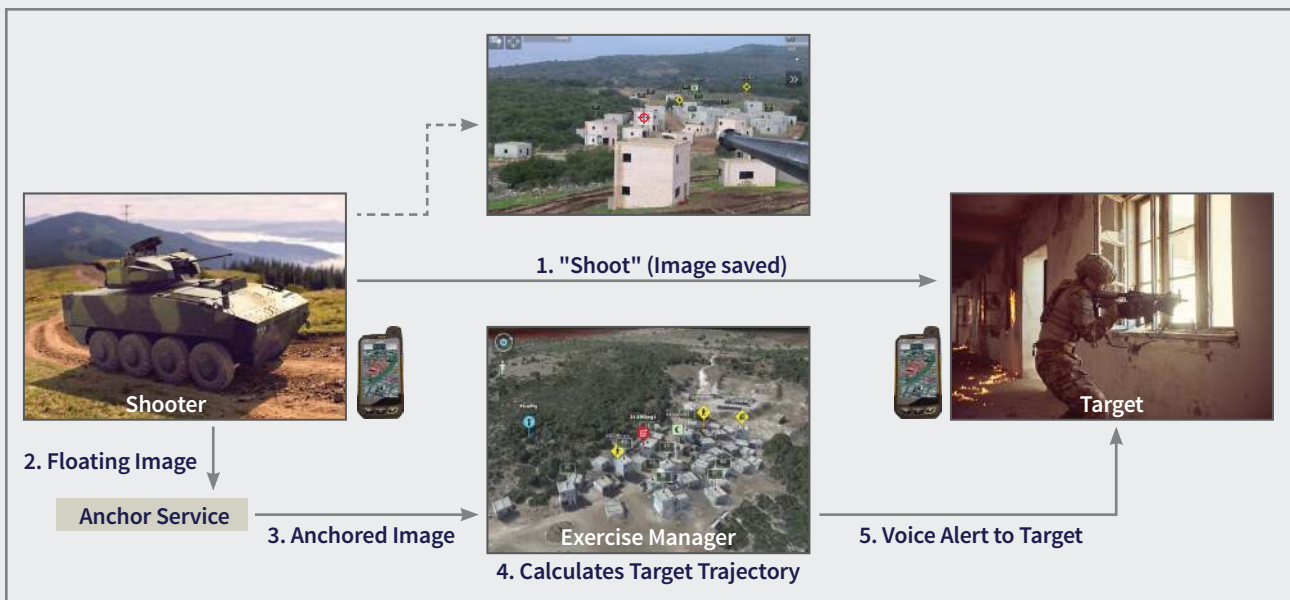 1. "Shoot" (Image saved)
Shooter
Target
2. Floating Image
Anchor Service
3. Anchored Image
Exercise Manager
4. Calculates Target Trajectory
5. Voice Alert to Target